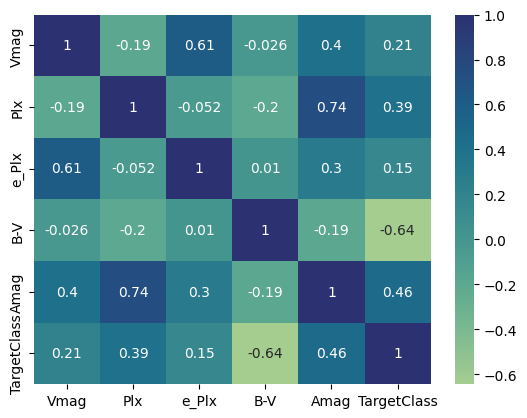 Vmag 1 -0.19 0.61 -0.026 0.4 0.21
Plx -0.19 1 -0.052 -0.2 0.74 0.39
e_Plx 0.61 -0.052 1 0.01 0.3 0.15
B-V -0.026 -0.2 0.01 1 -0.19 -0.64
Amag 0.4 0.74 0.3 -0.19 1 0.46
TargetClass 0.21 0.39 0.15 -0.64 0.46 1
Vmag Plx e_Plx B-V Amag TargetClass
1.0
0.8
0.6
0.4
0.2
0.0
−0.2
−0.4
−0.6